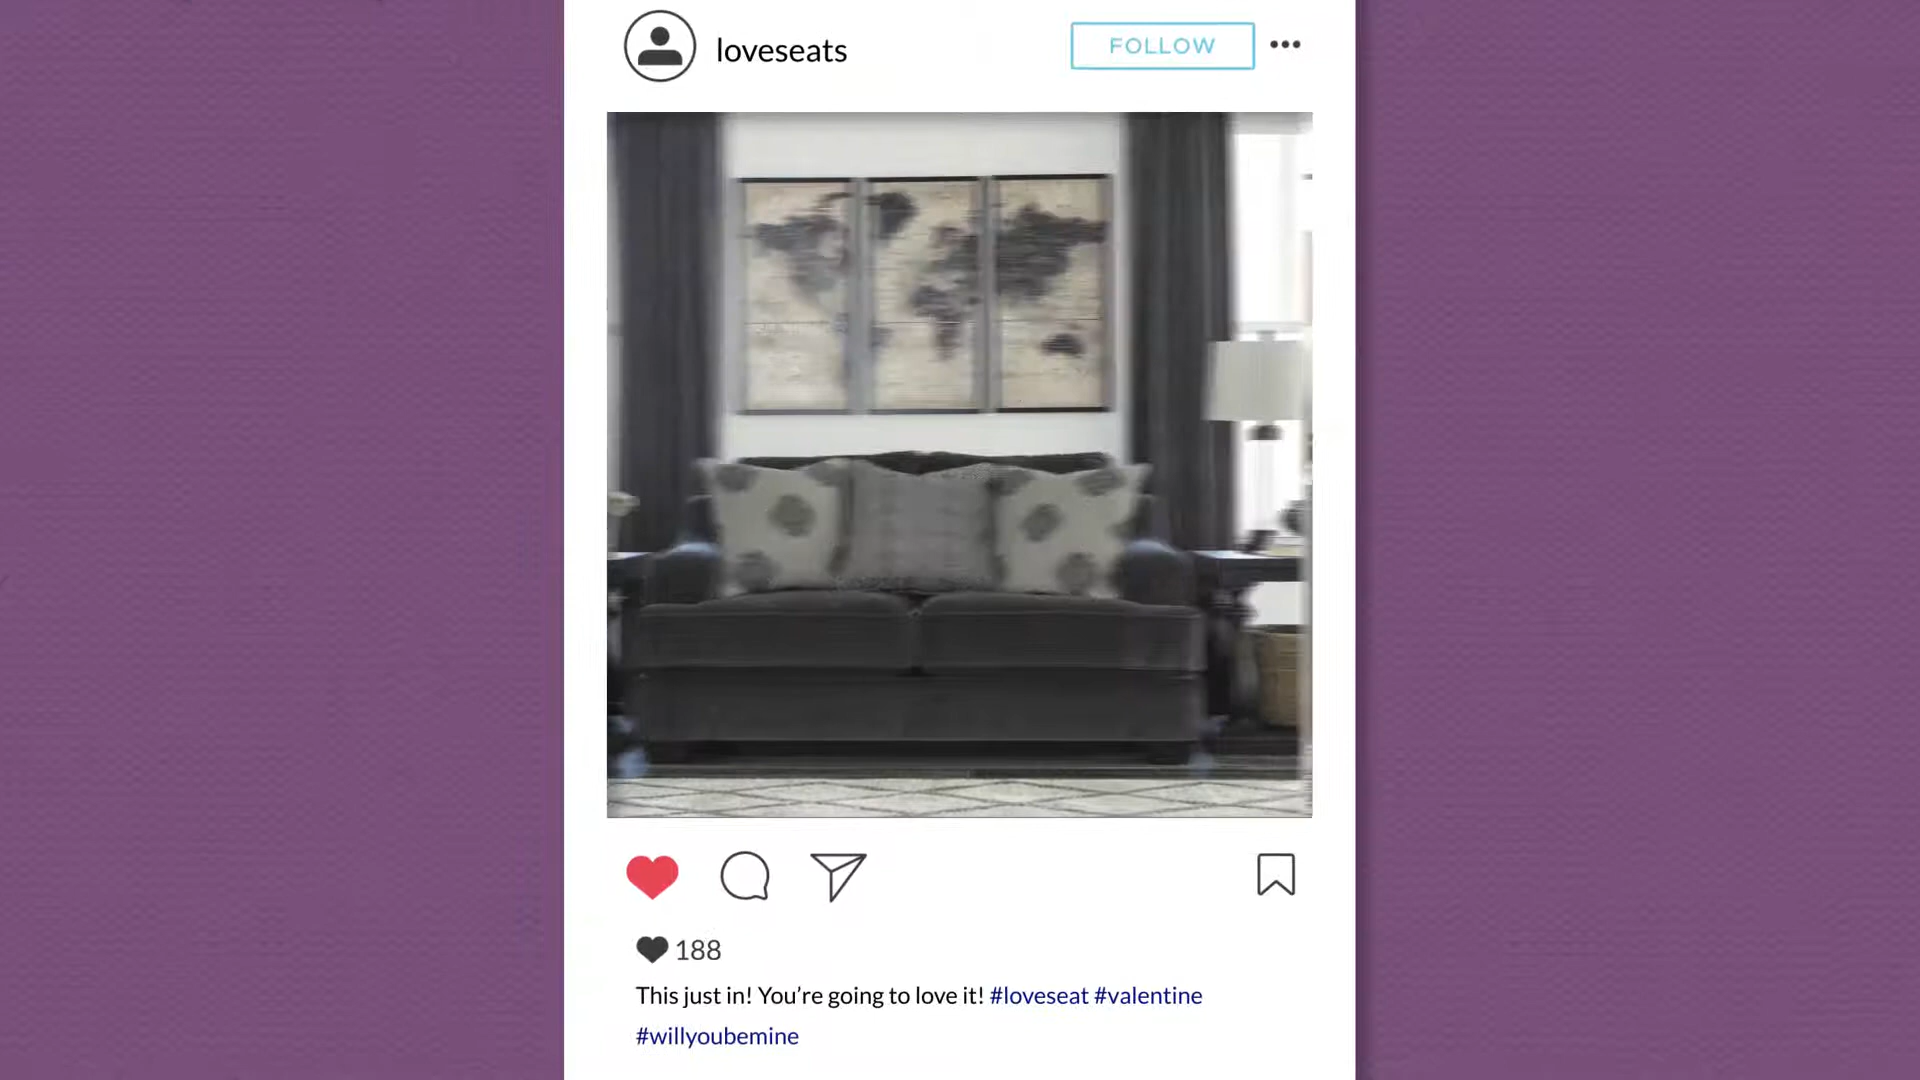 loveseats
FOLLOW
188
This just in! You’re going to love it! #loveseat #valentine
#willyoubemine